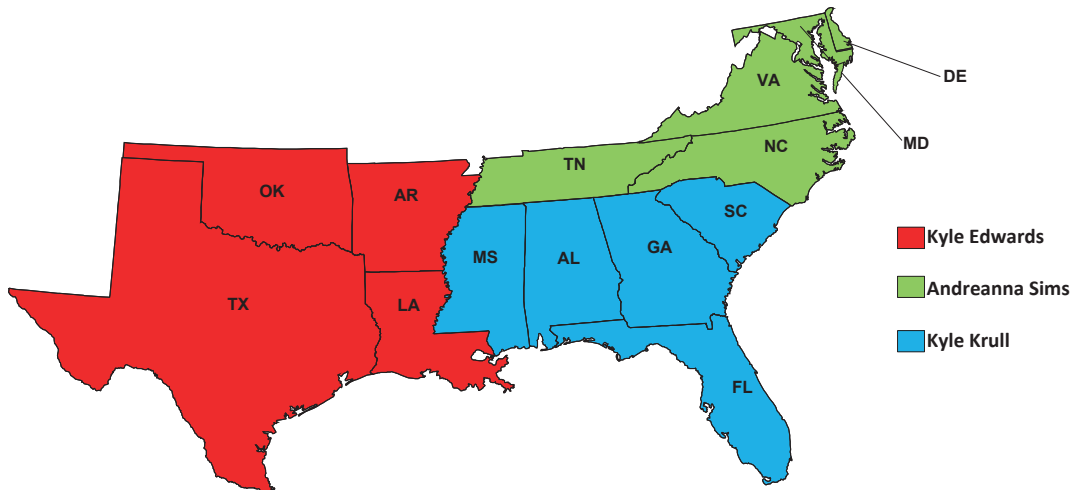 VA
DE
MD
NC
TN
OK
AR
SC
MS
AL
GA
Kyle Edwards
TX
LA
Andreanna Sims
Kyle Krull
FL